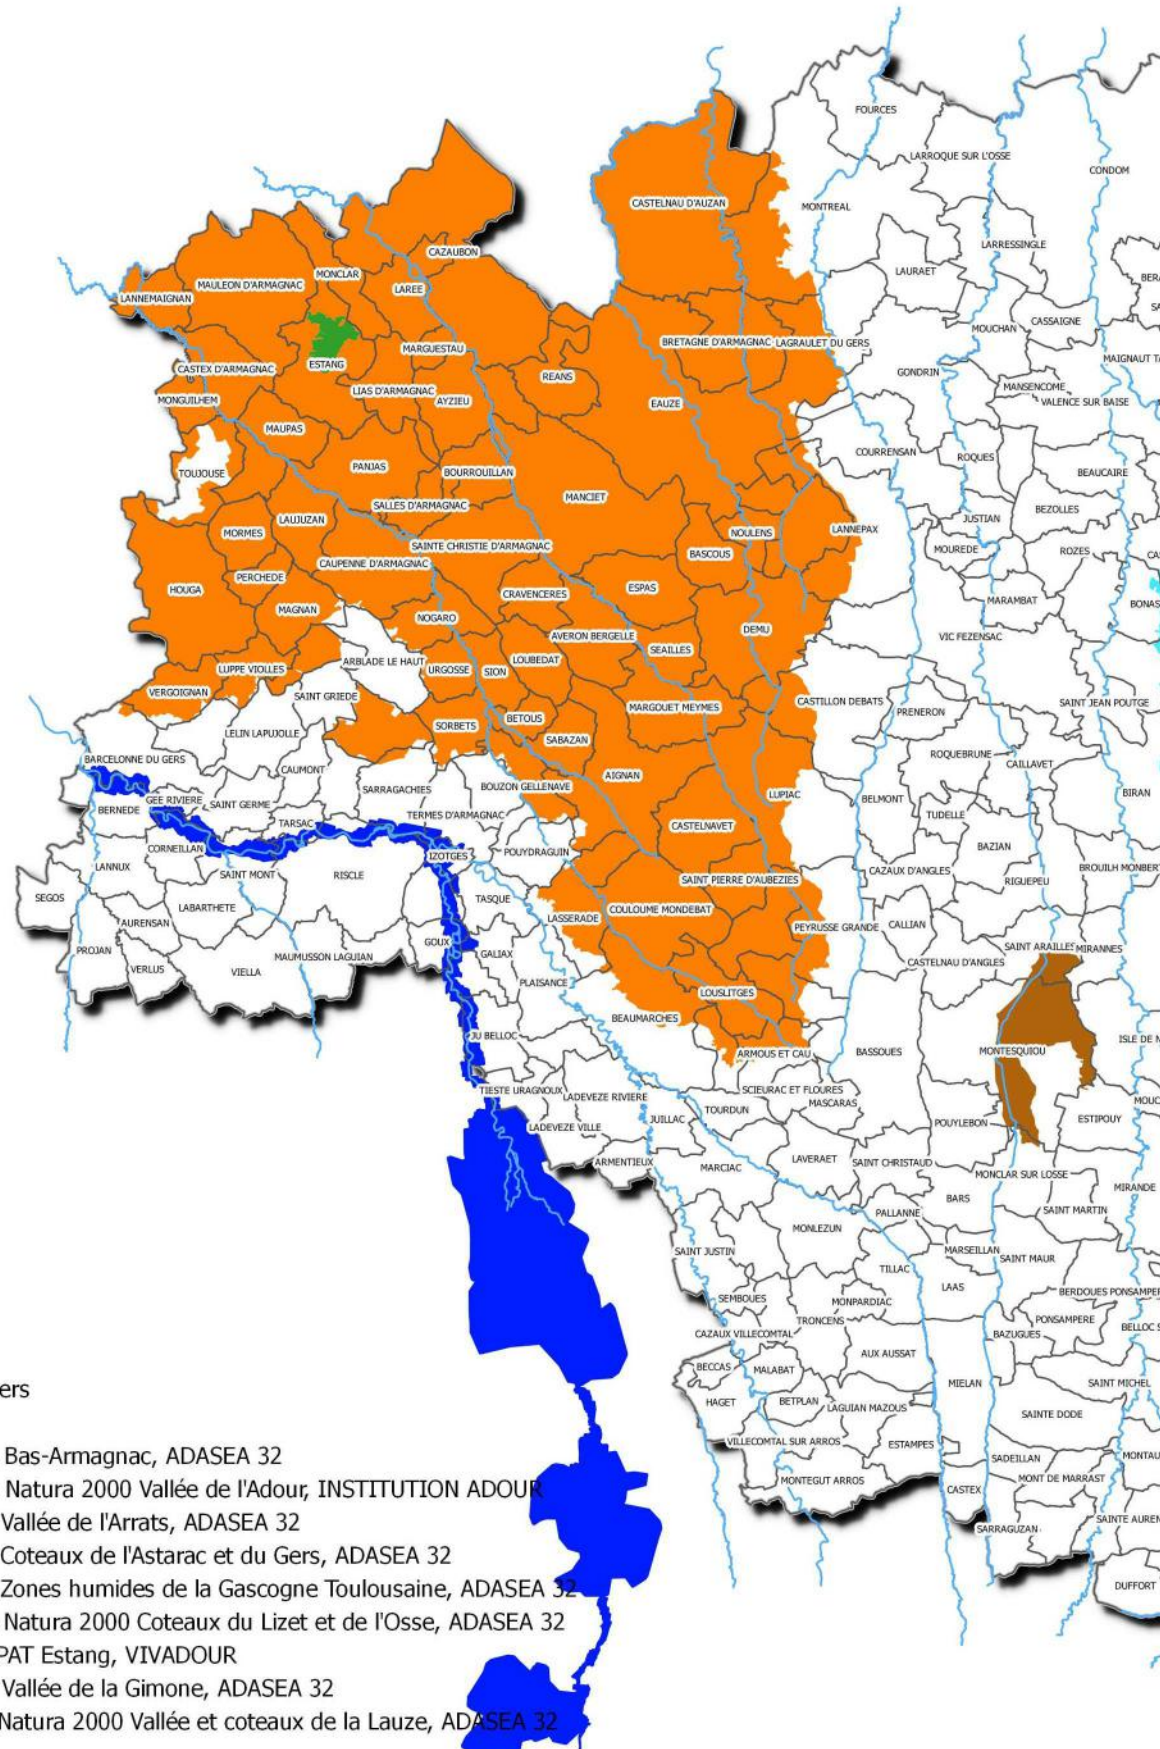 FOURCES
LARROQUE SUR L'OSSE
CONDOM
CASTELNAU D'AUZAN
MONTREAL
LARRESSINGLE
CAZAUBON
MONCLAR
LAURAET
BERA
MAULEON D'ARMAGNAC
LAREE
LANNEMAIGNAN
SA
CASSAIGNE
MOUCHAN
BRETAGNE D'ARMAGNAC
LAGRAULET DU GERS
MARGUESTAU
MAIGNAUT TA
ESTANG
CASTEX D'ARMAGNAC
GONDRIN
REANS
MANSENCOME
LIAS D'ARMAGNAC
MONGUILHEM
AYZIEU
EAUZE
VALENCE SUR BAISE
MAUPAS
COURRENSAN
ROQUES
PANJAS
BOURROUILLAN
TOUJOUSE
BEAUCAIRE
MANCIET
SALLES D'ARMAGNAC
BEZOLLES
LAUJUZAN
JUSTIAN
MORMES
NOULENS
LANNEPAX
SAINTE CHRISTIE D'ARMAGNAC
BASCOUS
MOUREDE
ROZES
CA
CAUPENNE D'ARMAGNAC
PERCHEDE
HOUGA
ESPAS
CRAVENCERES
MARAMBAT
BONAS
MAGNAN
NOGARO
DEMU
AVERON BERGELLE
VIC FEZENSAC
SEAILLES
ARBLADE LE HAUT
LOUBEDAT
LUPPE VIOLLES
URGOSSE
SION
VERGOIGNAN
SAINT GRIEDE
CASTILLON DEBATS
SAINT JEAN POUTGE
MARGOUET MEYMES
PRENERON
BETOUS
SORBETS
LELIN LAPUJOLLE
SABAZAN
ROQUEBRUNE
BARCELONNE DU GERS
CAILLAVET
CAUMONT
AIGNAN
BOUZON GELLENAVE
SARRAGACHIES
BIRAN
LUPIAC
GEE RIVIERE
BELMONT
SAINT GERME
BERNEDE
TERMES D'ARMAGNAC
TUDELLE
TARSAC
CASTELNAVET
CORNEILLAN
BAZIAN
POUYDRAGUIN
IZOTGES
LANNUX
BROUILH MONBERT
CAZAUX D'ANGLES
SAINT MONT
RISCLE
SAINT PIERRE D'AUBEZIES
RIGUEPEU
SEGOS
TASQUE
LABARTHETE
COULOUME MONDEBAT
LASSERADE
AURENSAN
CALLIAN
PEYRUSSE GRANDE
GOUX
SAINT ARAILLES
MIRANNES
PROJAN
GALIAX
MAUMUSSON LAGUIAN
CASTELNAU D'ANGLES
VERLUS
VIELLA
PLAISANCE
LOUSLITGES
BEAUMARCHES
JU BELLOC
ISLE DE N
ARMOUS ET CAU
BASSOUES
MONTESQUIOU
TIESTE URAGNOUX
SCIEURAC ET FLOURES
LADEVEZE RIVIERE
MOUC
MASCARAS
TOURDUN
JUILLAC
ESTIPOUY
POUYLEBON
LADEVEZE VILLE
LAVERAET
ARMENTIEUX
SAINT CHRISTAUD
MARCIAC
MONCLAR SUR LOSSE
MIRANDE
BARS
SAINT MARTIN
PALLANNE
MONLEZUN
SAINT JUSTIN
MARSEILLAN
SAINT MAUR
TILLAC
LAAS
BERDOUES PONSAMPER
SEMBOUES
MONPARDIAC
TRONCENS
PONSAMPERE
BELLOC S
CAZAUX VILLECOMTAL
BAZUGUES
AUX AUSSAT
BECCAS
MALABAT
MIELAN
SAINT MICHEL
HAGET
BETPLAN
LAGUIAN MAZOUS
SAINTE DODE
VILLECOMTAL SUR ARROS
ESTAMPES
SADEILLAN
MONTAU
MONTEGUT ARROS
MONT DE MARRAST
CASTEX
SAINTE AUREN
SARRAGUZAN
DUFFORT
ers
Bas-Armagnac, ADASEA 32
Natura 2000 Vallée de l'Adour, INSTITUTION ADOUR
Vallée de l'Arrats, ADASEA 32
Coteaux de l'Astarac et du Gers, ADASEA 32
Zones humides de la Gascogne Toulousaine, ADASEA 32
Natura 2000 Coteaux du Lizet et de l'Osse, ADASEA 32
PAT Estang, VIVADOUR
Vallée de la Gimone, ADASEA 32
Natura 2000 Vallée et coteaux de la Lauze, ADASEA 32